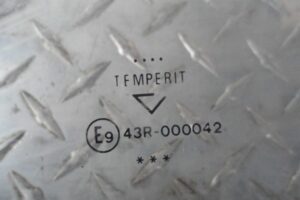 ....
TEMPERIT
E9 43R-000042
***